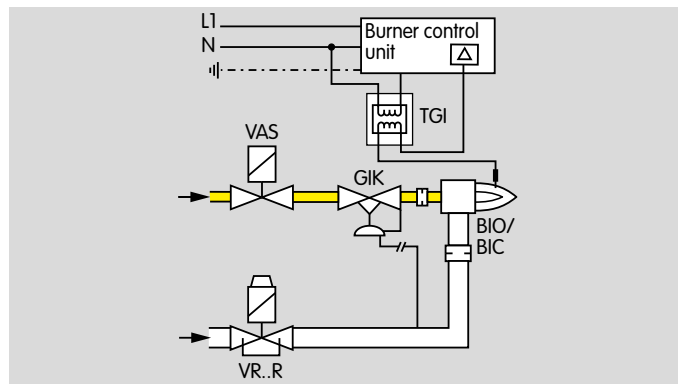 L1
N
Burner control
unit
TGI
VAS
GIK
BIO/
BIC
VR..R